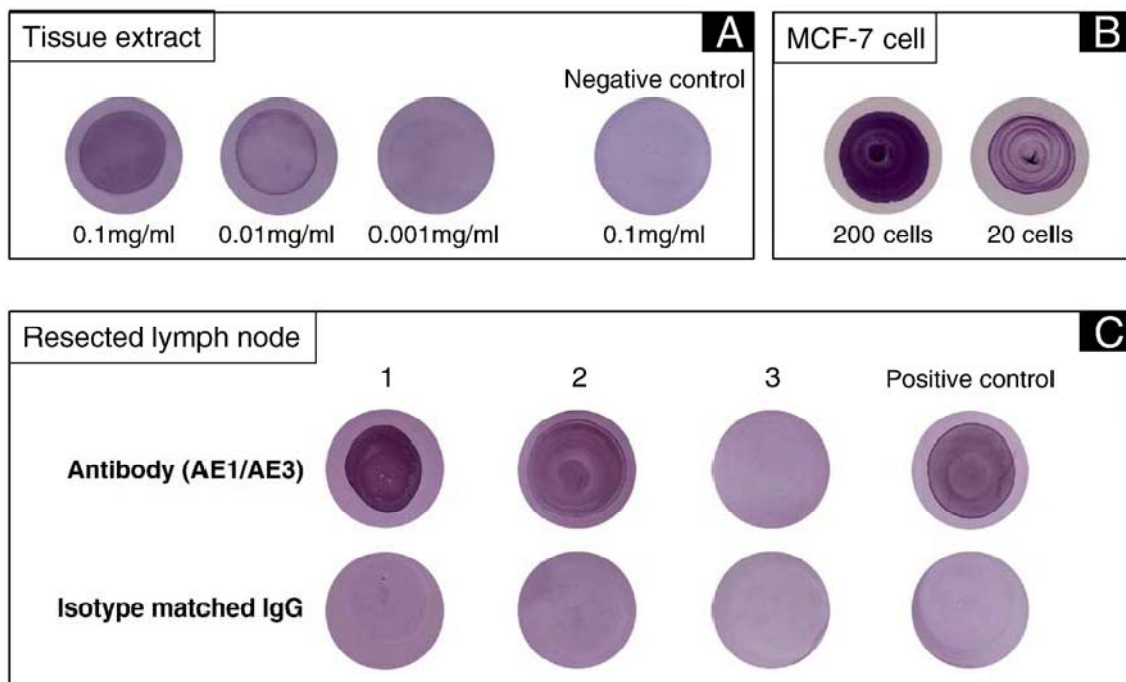 Tissue extract
A
Negative control
0.1mg/ml
0.01mg/ml
0.001mg/ml
0.1mg/ml
MCF-7 cell
B
200 cells
20 cells
Resected lymph node
C
1
2
3
Positive control
Antibody (AE1/AE3)
Isotype matched IgG